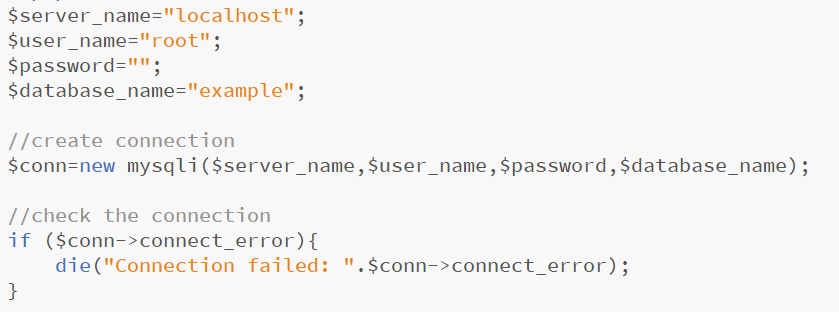 $server_name="localhost";
$user_name="root";
$password="";
$database_name="example";
//create connection
$conn=new mysqli($server_name,$user_name,$password,$database_name);
//check the connection
if ($conn->connect_error){
    die("Connection failed: ".$conn->connect_error);
}